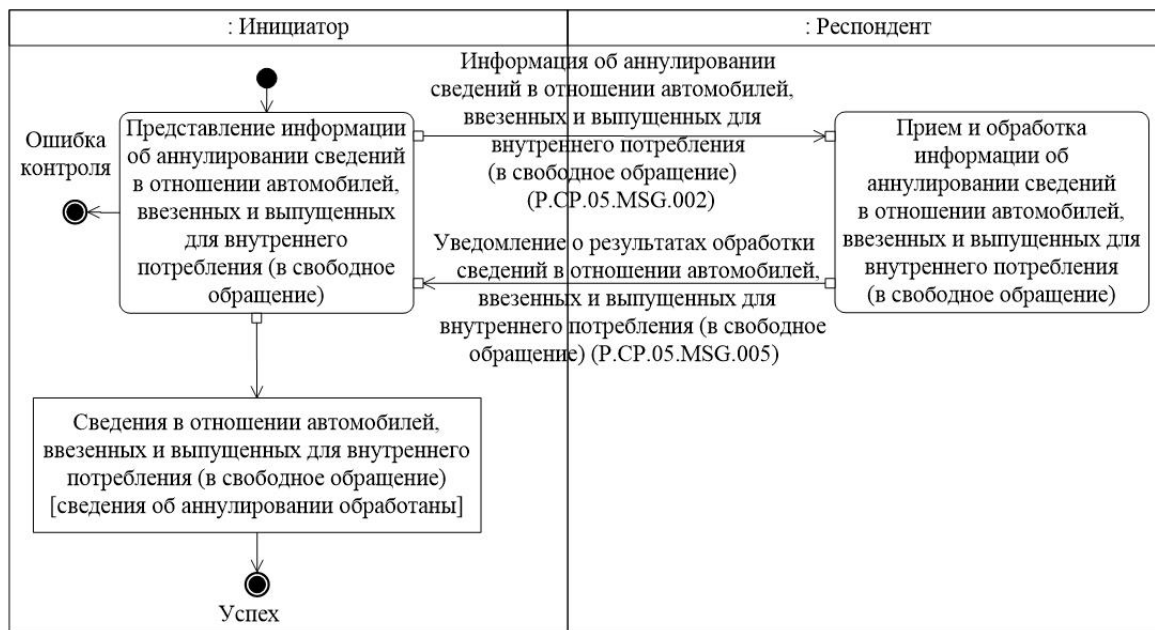 : Инициатор
: Респондент
Ошибка
контроля
Представление информации
об аннулировании сведений
в отношении автомобилей,
ввезенных и выпущенных
для внутреннего
потребления (в свободное
обращение)
Информация об аннулировании
сведений в отношении автомобилей,
ввезенных и выпущенных для
внутреннего потребления
(в свободное обращение)
(P.CP.05.MSG.002)
Прием и обработка
информации об
аннулировании сведений
в отношении автомобилей,
ввезенных и выпущенных для
внутреннего потребления
(в свободное обращение)
Уведомление о результатах обработки
сведений в отношении автомобилей,
ввезенных и выпущенных для
внутреннего потребления (в свободное
обращение) (P.CP.05.MSG.005)
Сведения в отношении автомобилей,
ввезенных и выпущенных для внутреннего
потребления (в свободное обращение)
[сведения об аннулировании обработаны]
Успех